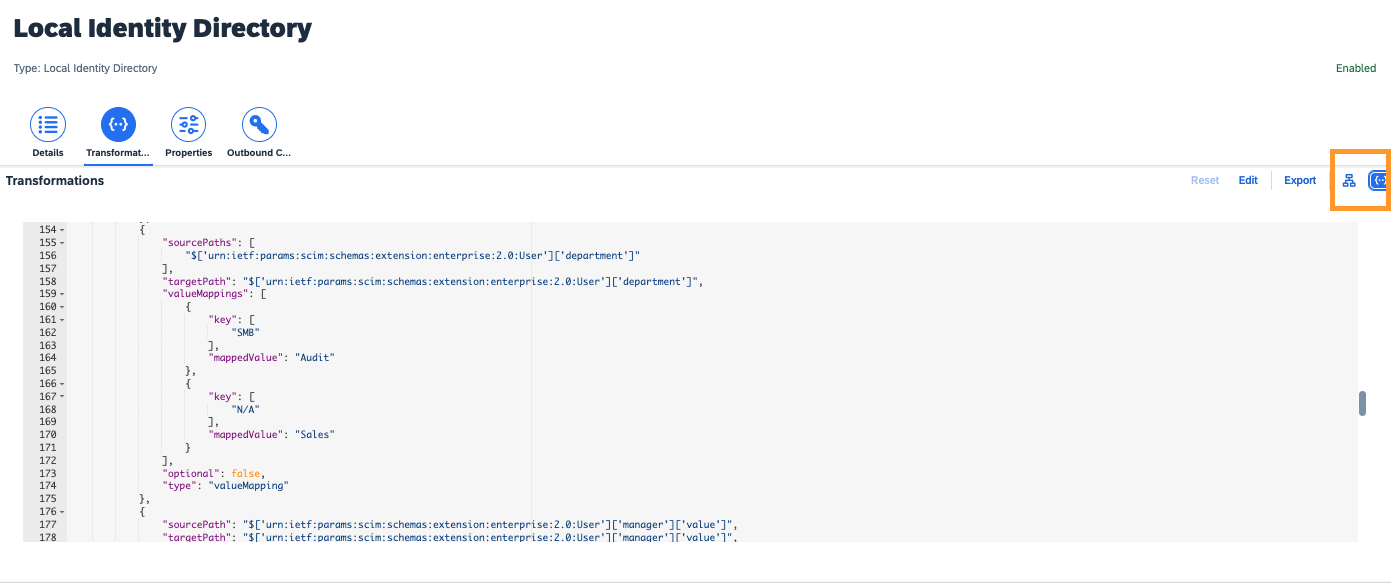 Local Identity Directory
Type: Local Identity Directory
Enabled
Details
Transformat...
Properties
Outbound C...
Transformations
Reset
Edit
Export
154 {
155 "sourcePaths": [
156 "$['urn:ietf:params:scim:schemas:extension:enterprise:2.0:User']['department']"
157 ],
158 "targetPath": "$['urn:ietf:params:scim:schemas:extension:enterprise:2.0:User']['department']",
159 "valueMappings": [
160 {
161 "key": [
162 "SMB"
163 ],
164 "mappedValue": "Audit"
165 },
166 {
167 "key": [
168 "N/A"
169 ],
170 "mappedValue": "Sales"
171 }
172 ],
173 "optional": false,
174 "type": "valueMapping"
175 },
176 {
177 "sourcePath": "$['urn:ietf:params:scim:schemas:extension:enterprise:2.0:User']['manager']['value']",
178 "targetPath": "$['urn:ietf:params:scim:schemas:extension:enterprise:2.0:User']['manager']['value']",